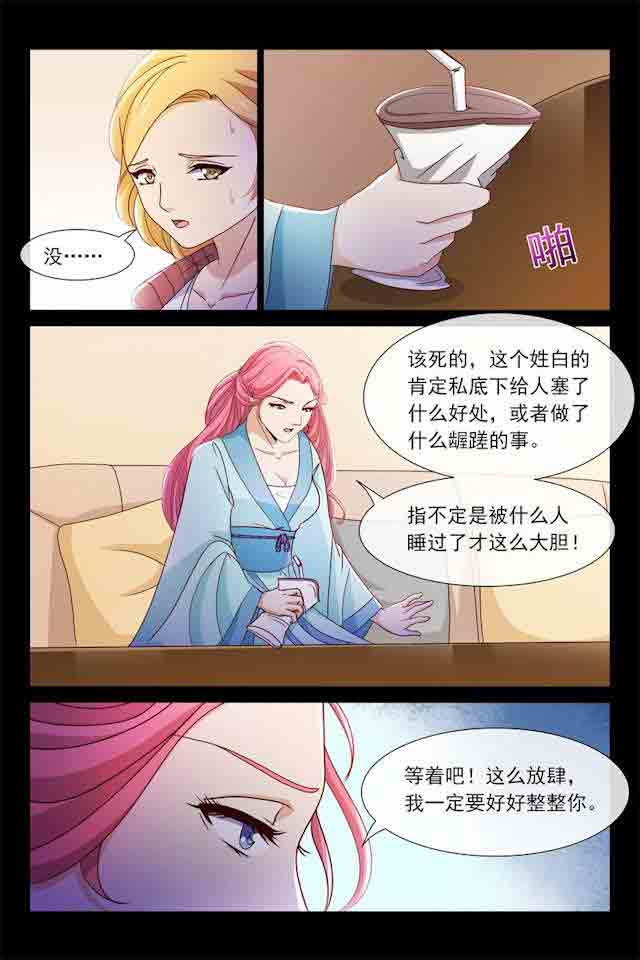 没……
啪
该死的，这个姓白的
肯定私底下给人塞了
什么好处，或者做了
什么龌蹉的事。
指不定是被什么人
睡过了才这么大胆！
等着吧！这么放肆，
我一定要好好整整你。